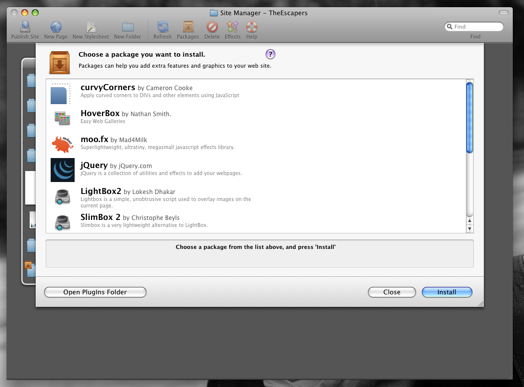 Site Manager – TheEscapers
Publish Site New Page New Stylesheet New Folder Refresh Packages Delete Effects Help Find
Find
Choose a package you want to install. ?
Packages can help you add extra features and graphics to your web site.
curvyCorners by Cameron Cooke
Apply curved corners to DIVs and other elements using JavaScript
HoverBox by Nathan Smith.
Easy Web Galleries
moo.fx by Mad4Milk
Superlightweight, ultratiny, megasmall javascript effects library.
jQuery by jQuery.com
jQuery is a collection of utilities and effects to add your webpages.
LightBox2 by Lokesh Dhakar
Lightbox is a simple, unobtrusive script used to overlay images on the
current page.
SlimBox 2 by Christophe Beyls
Slimbox is a very lightweight alternative to LightBox.
Choose a package from the list above, and press 'Install'
Open Plugins Folder Close Install